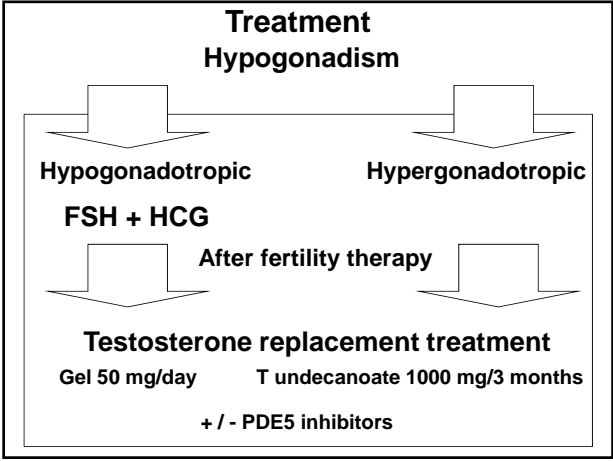 Treatment
Hypogonadism
Hypogonadotropic Hypergonadotropic
FSH + HCG
After fertility therapy
Testosterone replacement treatment
Gel 50 mg/day T undecanoate 1000 mg/3 months
+ / - PDE5 inhibitors